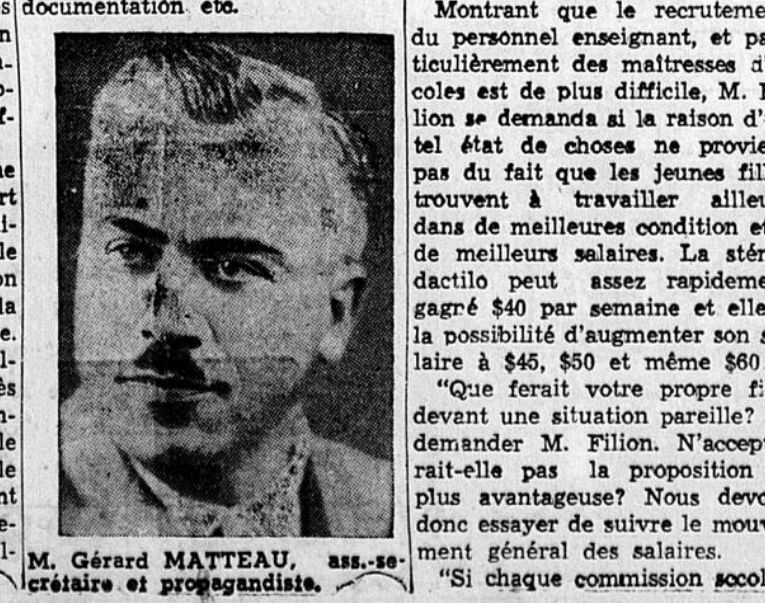 documentation etc.
M. Gérard MATTEAU, ass.-se-
crétaire et propagandiste.
Montrant que le recruteme
du personnel enseignant, et pa
ticulièrement des maîtresses d'
coles est de plus difficile, M. F
lion se demanda si la raison d'
tel état de choses ne provie
pas du fait que les jeunes fill
trouvent à travailler ailleu
dans de meilleures condition et
de meilleurs salaires. La stén
dactilo peut assez rapideme
gagré $40 par semaine et elle
la possibilité d'augmenter son s
laire à $45, $50 et même $60
"Que ferait votre propre fi
devant une situation pareille?
demander M. Filion. N'accept
rait-elle pas la proposition
plus avantageuse? Nous devo
donc essayer de suivre le mouv
ment général des salaires.
"Si chaque commission socol